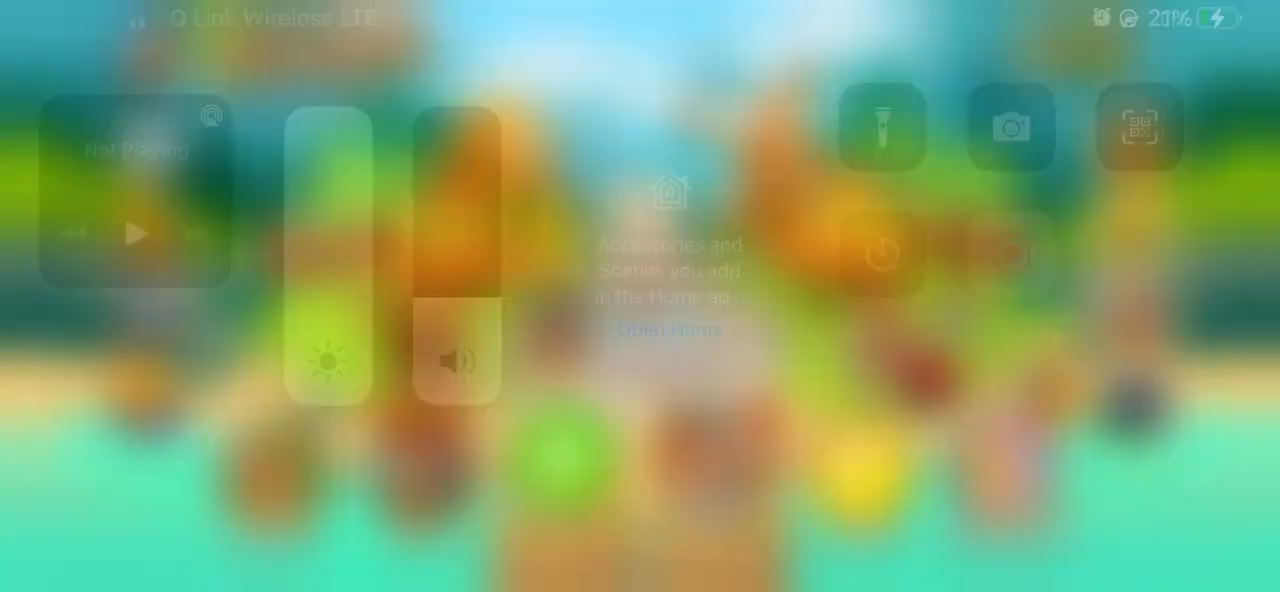 Q Link Wireless LTE
21%
Not Playing
Accessories and
Scenes you add
in the Home ap
Open Home